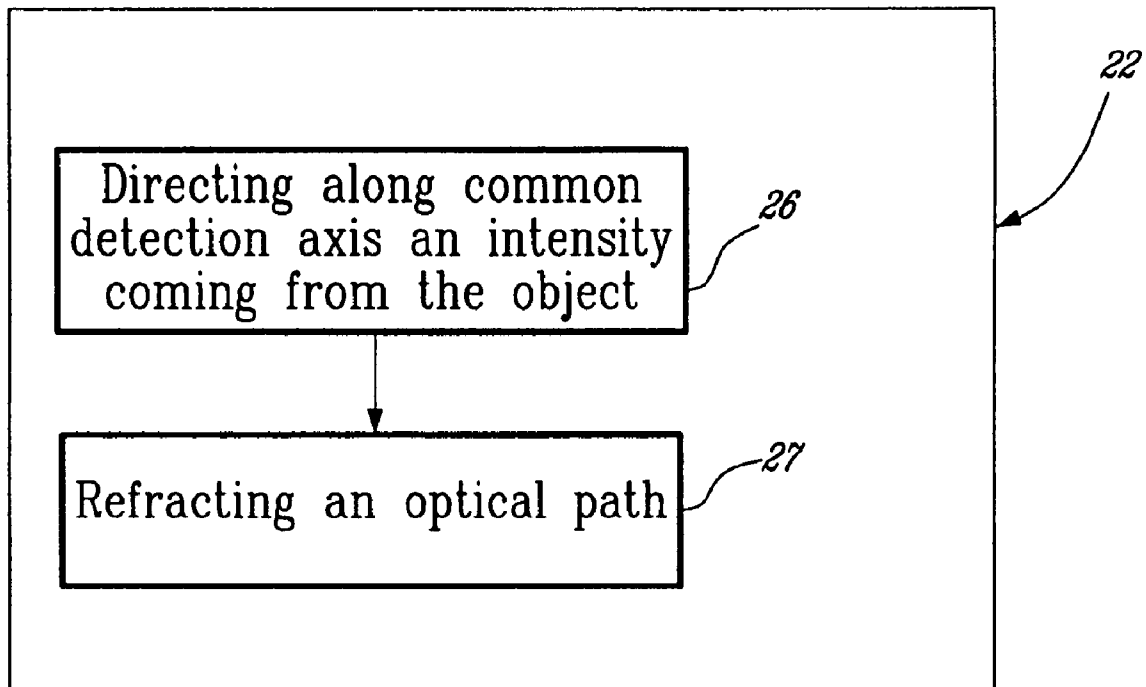 22
Directing along common
detection axis an intensity
coming from the object
26
Refracting an optical path
27